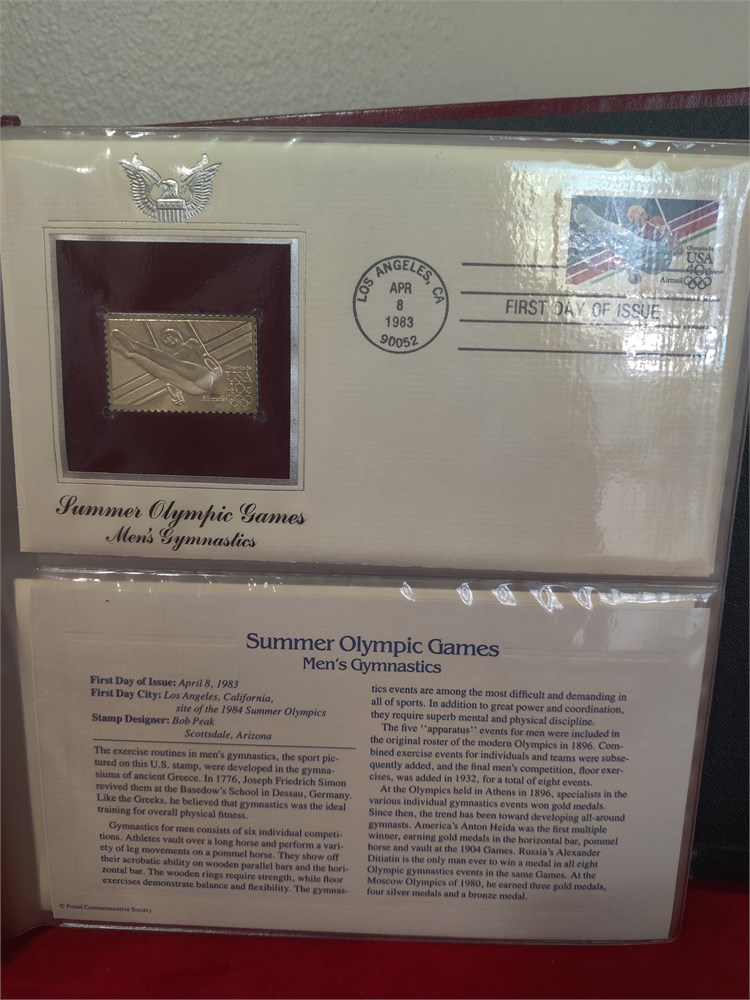 LOS ANGELES, CA
APR
8
1983
90052
FIRST DAY OF ISSUE
Olympics 84
USA
40c
Airmail
Olympics 84
USA
40c
Airmail
Summer Olympic Games
Men's Gymnastics
Summer Olympic Games
Men's Gymnastics
First Day of Issue: April 8, 1983
First Day City: Los Angeles, California,
site of the 1984 Summer Olympics
Stamp Designer: Bob Peak
Scottsdale, Arizona
The exercise routines in men's gymnastics, the sport pic-
tured on this U.S. stamp, were developed in the gymna-
siums of ancient Greece. In 1776, Joseph Friedrich Simon
revived them at the Basedow's School in Dessau, Germany.
Like the Greeks, he believed that gymnastics was the ideal
training for overall physical fitness.
Gymnastics for men consists of six individual competi-
tions. Athletes vault over a long horse and perform a vari-
ety of leg movements on a pommel horse. They show off
their acrobatic ability on wooden parallel bars and the hori-
zontal bar. The wooden rings require strength, while floor
exercises demonstrate balance and flexibility. The gymnas-
tics events are among the most difficult and demanding in
all of sports. In addition to great power and coordination,
they require superb mental and physical discipline.
The five "apparatus" events for men were included in
the original roster of the modern Olympics in 1896. Com-
bined exercise events for individuals and teams were subse-
quently added, and the final men's competition, floor exer-
cises, was added in 1932, for a total of eight events.
At the Olympics held in Athens in 1896, specialists in the
various individual gymnastics events won gold medals.
Since then, the trend has been toward developing all-around
gymnasts. America's Anton Heida was the first multiple
winner, earning gold medals in the horizontal bar, pommel
horse and vault at the 1904 Games. Russia's Alexander
Ditiatin is the only man ever to win a medal in all eight
Olympic gymnastics events in the same Games. At the
Moscow Olympics of 1980, he earned three gold medals,
four silver medals and a bronze medal.
© Postal Commemorative Society